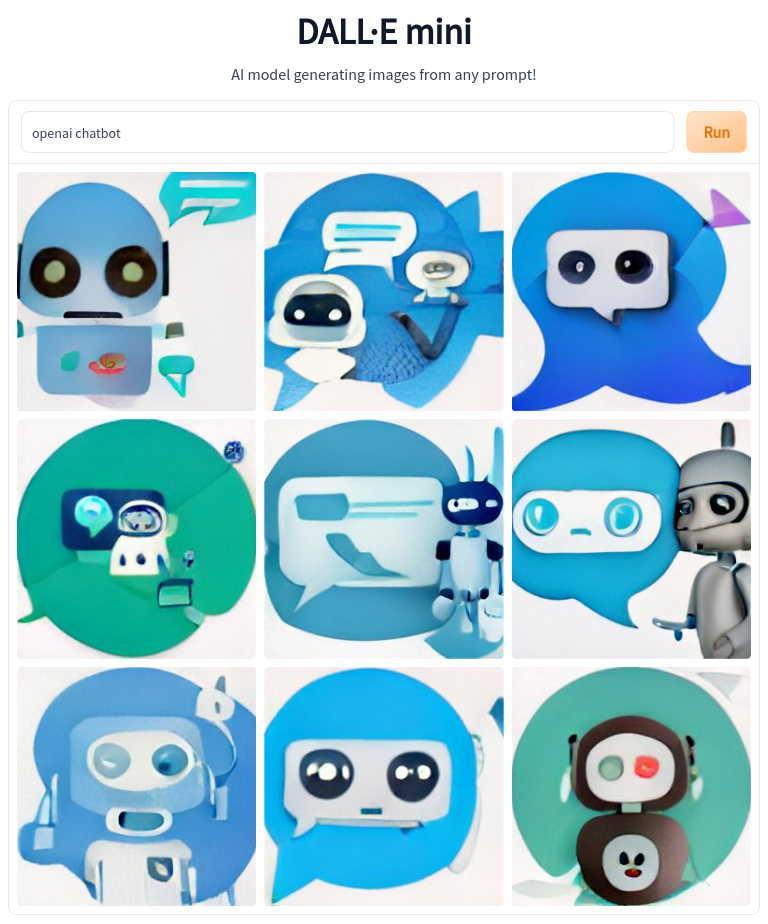 DALL·E mini
AI model generating images from any prompt!
openai chatbot
Run